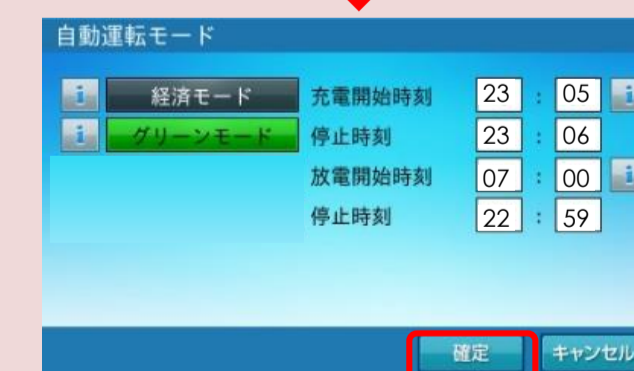 自動運転モード
i 経済モード 充電開始時刻 23 : 05 i
i グリーンモード 停止時刻 23 : 06
放電開始時刻 07 : 00 i
停止時刻 22 : 59
確定 キャンセル